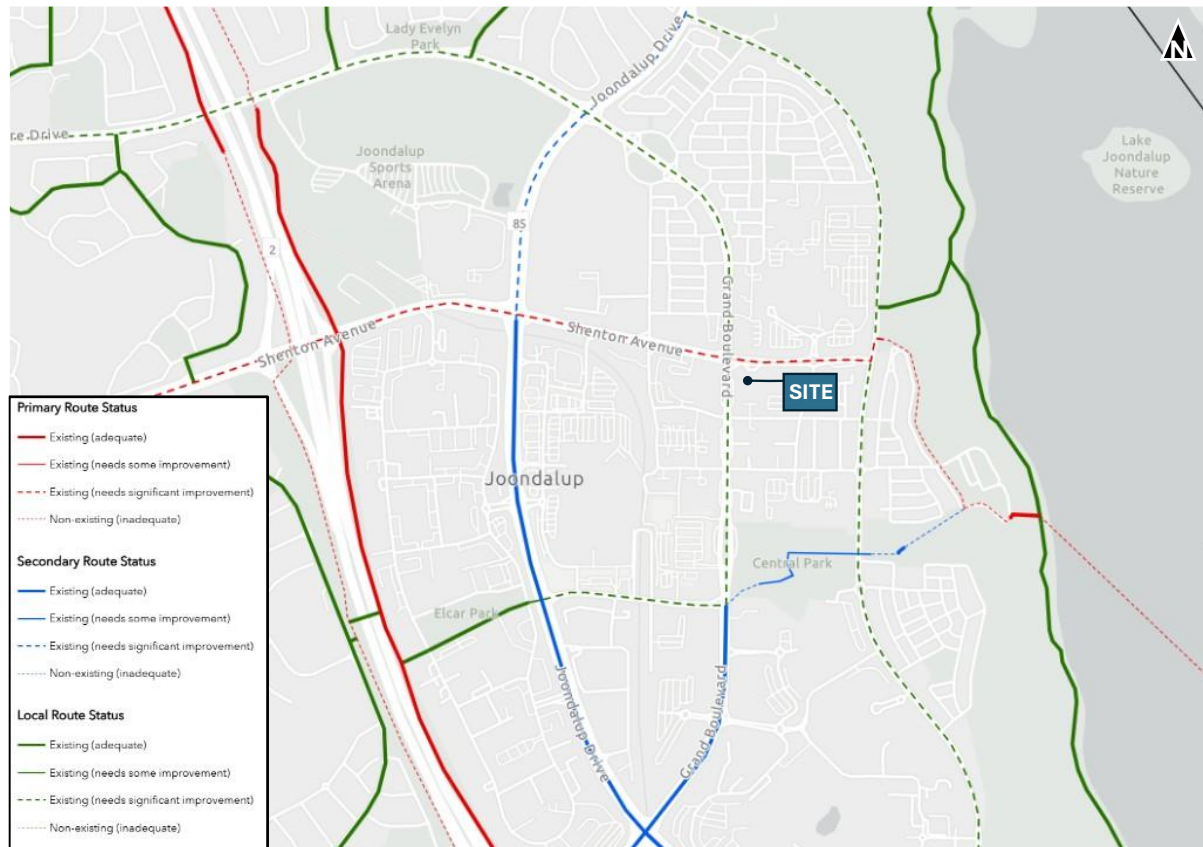 N
Lady Evelyn
Park
Joondalup Drive
re Drive
Joondalup
Sports
Arena
Lake
Joondalup
Nature
Reserve
85
2
Grand Boulevard
Shenton Avenue
Shenton Avenue
SITE
Joondalup
Central Park
Elcar Park
Joondalup Drive
Grand Boulevard
Primary Route Status
Existing (adequate)
Existing (needs some improvement)
Existing (needs significant improvement)
Non-existing (inadequate)
Secondary Route Status
Existing (adequate)
Existing (needs some improvement)
Existing (needs significant improvement)
Non-existing (inadequate)
Local Route Status
Existing (adequate)
Existing (needs some improvement)
Existing (needs significant improvement)
Non-existing (inadequate)